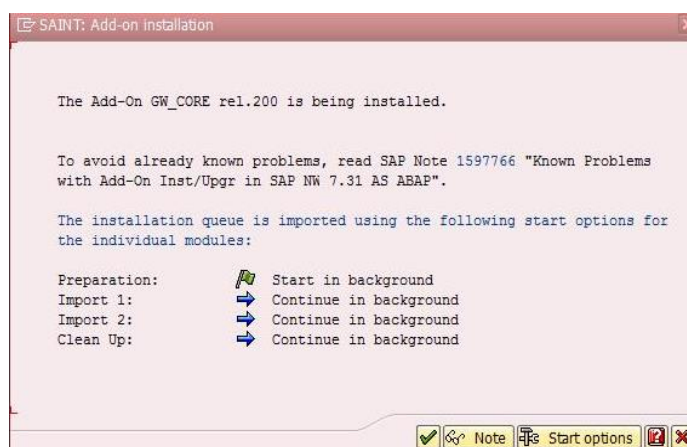 SAINT: Add-on installation
The Add-On GW_CORE rel.200 is being installed.
To avoid already known problems, read SAP Note 1597766 "Known Problems
with Add-On Inst/Upgr in SAP NW 7.31 AS ABAP".
The installation queue is imported using the following start options for
the individual modules:
Preparation: Start in background
Import 1: Continue in background
Import 2: Continue in background
Clean Up: Continue in background
Note Start options